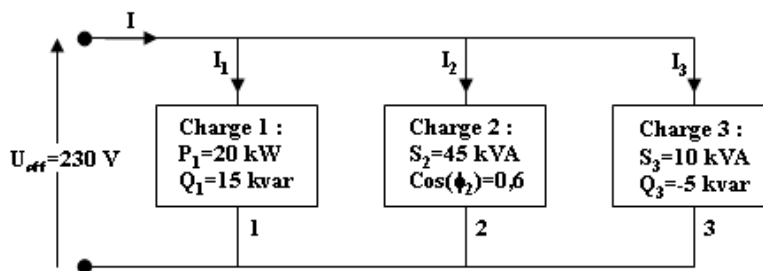 I
I₁
I₂
I₃
U_eff=230 V
Charge 1 :
P₁=20 kW
Q₁=15 kvar
Charge 2 :
S₂=45 kVA
Cos(ϕ₂)=0,6
Charge 3 :
S₃=10 kVA
Q₃=-5 kvar
1
2
3